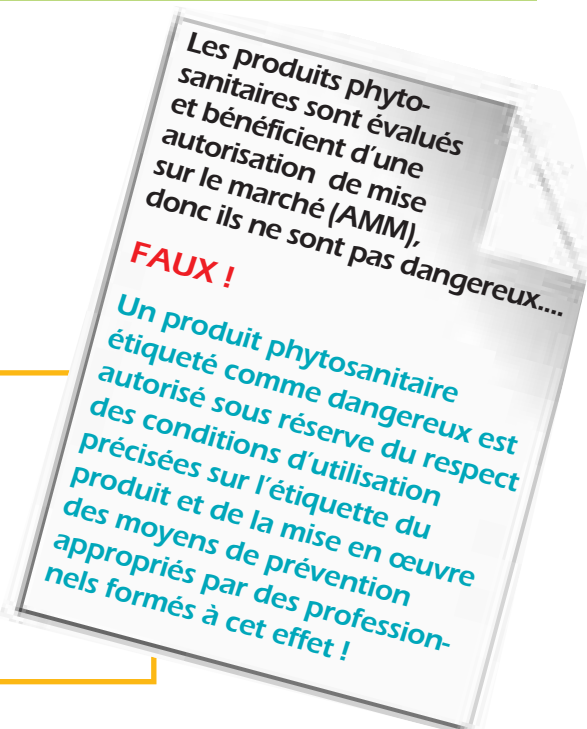 Les produits phyto-
sanitaires sont évalués
et bénéficient d'une
autorisation de mise
sur le marché (AMM),
donc ils ne sont pas dangereux....
FAUX !
Un produit phytosanitaire
étiqueté comme dangereux est
autorisé sous réserve du respect
des conditions d'utilisation
précisées sur l'étiquette du
produit et de la mise en œuvre
des moyens de prévention
appropriés par des profession-
nels formés à cet effet !